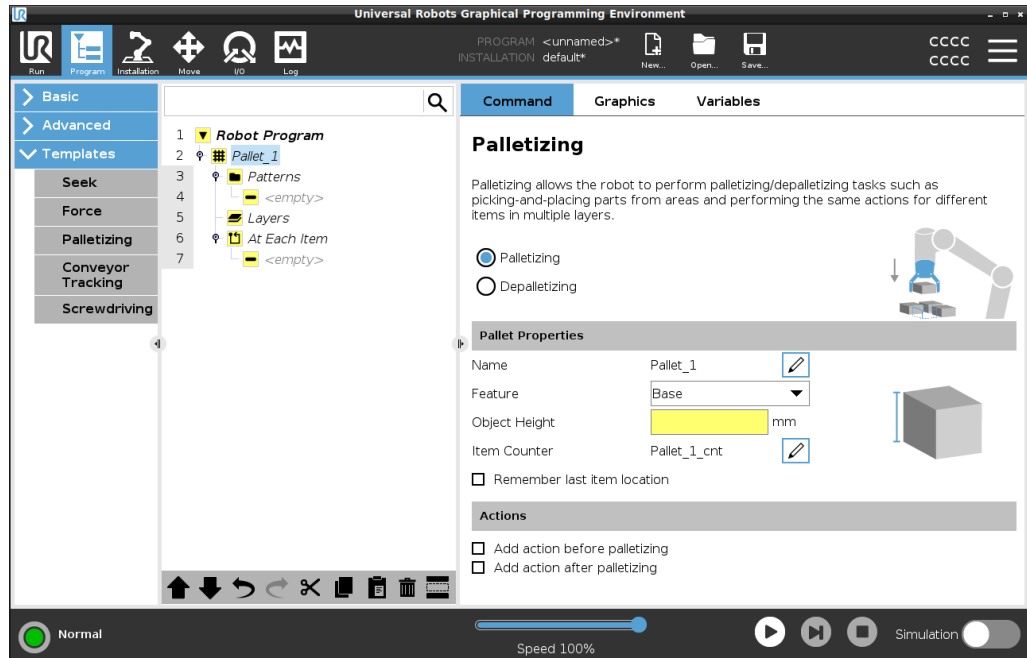 Universal Robots Graphical Programming Environment
UR
Run
Program
Installation
Move
I/O
Log
PROGRAM <unnamed>*
INSTALLATION default*
New...
Open...
Save...
CCCC
CCCC
Basic
Advanced
Templates
Seek
Force
Palletizing
Conveyor
Tracking
Screwdriving
1 Robot Program
2 Pallet_1
3 Patterns
4 <empty>
5 Layers
6 At Each Item
7 <empty>
Command Graphics Variables
Palletizing
Palletizing allows the robot to perform palletizing/depalletizing tasks such as
picking-and-placing parts from areas and performing the same actions for different
items in multiple layers.
Palletizing
Depalletizing
Pallet Properties
Name Pallet_1
Feature Base
Object Height mm
Item Counter Pallet_1_cnt
Remember last item location
Actions
Add action before palletizing
Add action after palletizing
Normal
Speed 100%
Simulation